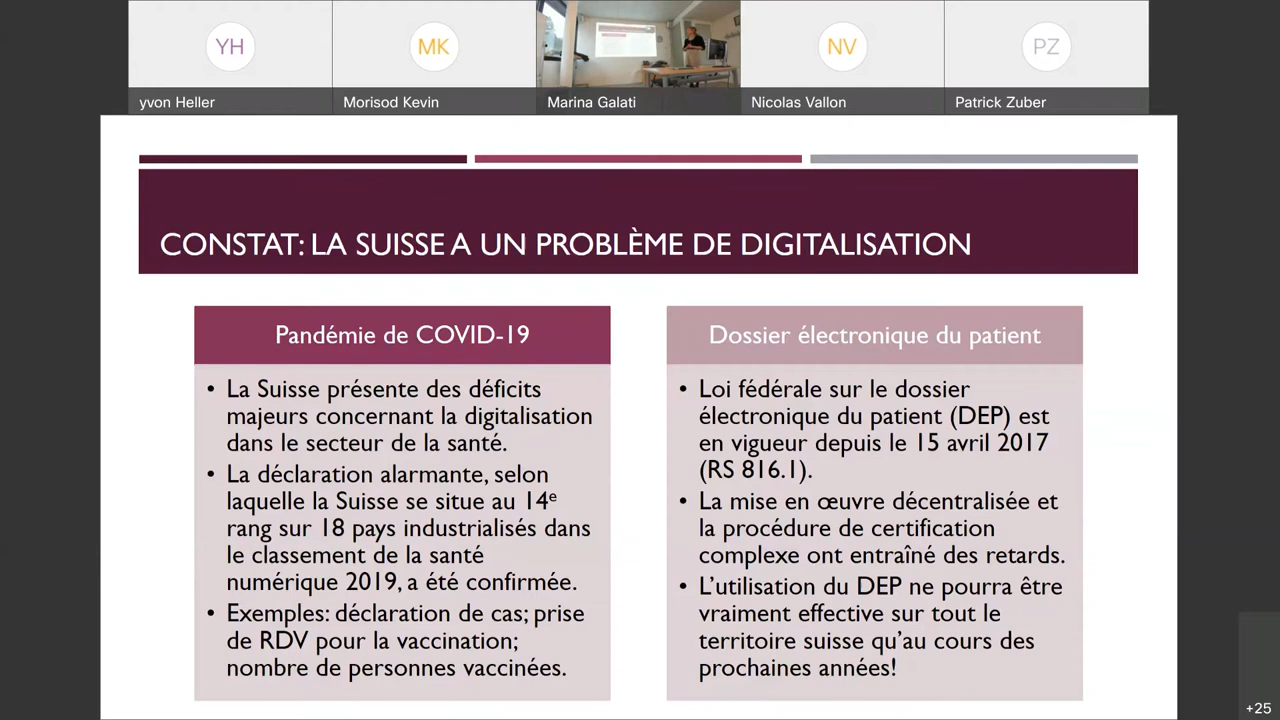 YH
MK
NV
PZ
yvon Heller
Morisod Kevin
Marina Galati
Nicolas Vallon
Patrick Zuber
CONSTAT: LA SUISSE A UN PROBLÈME DE DIGITALISATION
Pandémie de COVID-19
• La Suisse présente des déficits
majeurs concernant la digitalisation
dans le secteur de la santé.
• La déclaration alarmante, selon
laquelle la Suisse se situe au 14e
rang sur 18 pays industrialisés dans
le classement de la santé
numérique 2019, a été confirmée.
• Exemples: déclaration de cas; prise
de RDV pour la vaccination;
nombre de personnes vaccinées.
Dossier électronique du patient
• Loi fédérale sur le dossier
électronique du patient (DEP) est
en vigueur depuis le 15 avril 2017
(RS 816.1).
• La mise en œuvre décentralisée et
la procédure de certification
complexe ont entraîné des retards.
• L’utilisation du DEP ne pourra être
vraiment effective sur tout le
territoire suisse qu’au cours des
prochaines années!
+25